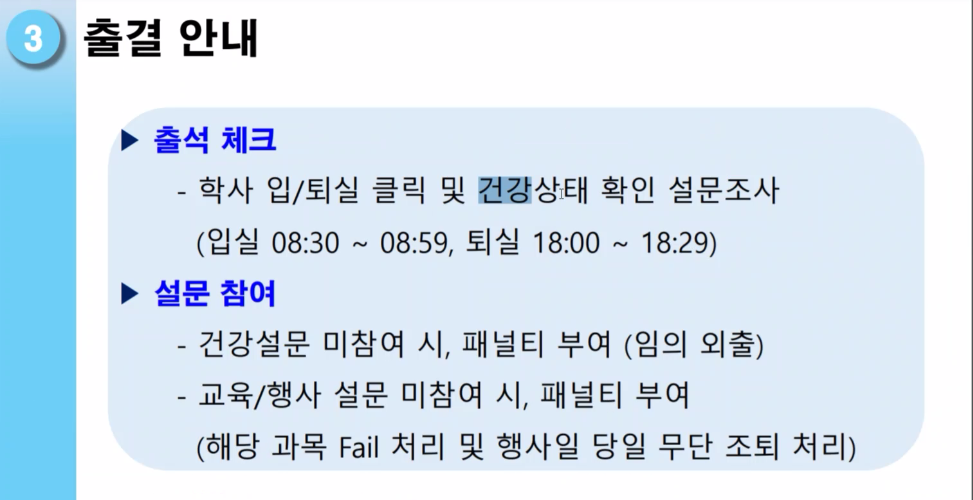 3 출결 안내
▶ 출석 체크
- 학사 입/퇴실 클릭 및 건강상태 확인 설문조사
(입실 08:30 ~ 08:59, 퇴실 18:00 ~ 18:29)
▶ 설문 참여
- 건강설문 미참여 시, 패널티 부여 (임의 외출)
- 교육/행사 설문 미참여 시, 패널티 부여
(해당 과목 Fail 처리 및 행사일 당일 무단 조퇴 처리)